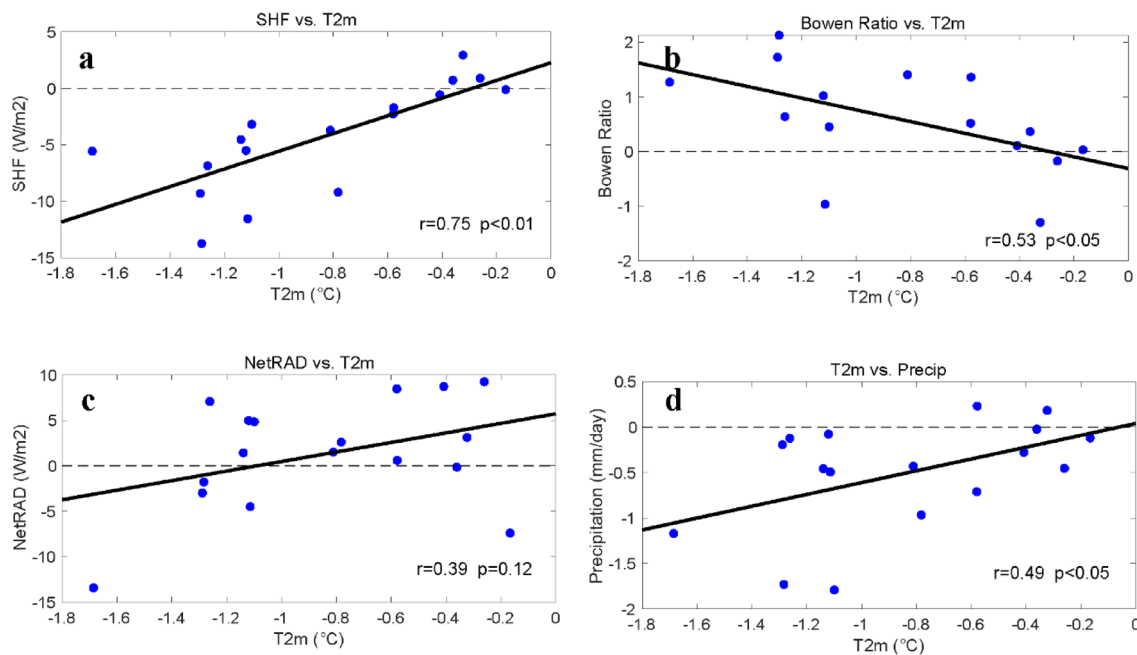 SHF vs. T2m
a
5
0
-5
-10
-15
SHF (W/m2)
r=0.75 p<0.01
-1.8 -1.6 -1.4 -1.2 -1 -0.8 -0.6 -0.4 -0.2 0
T2m (°C)
Bowen Ratio vs. T2m
b
2
1
0
-1
-2
Bowen Ratio
r=0.53 p<0.05
-1.8 -1.6 -1.4 -1.2 -1 -0.8 -0.6 -0.4 -0.2 0
T2m (°C)
NetRAD vs. T2m
c
10
5
0
-5
-10
-15
NetRAD (W/m2)
r=0.39 p=0.12
-1.8 -1.6 -1.4 -1.2 -1 -0.8 -0.6 -0.4 -0.2 0
T2m (°C)
T2m vs. Precip
d
0.5
0
-0.5
-1
-1.5
-2
Precipitation (mm/day)
r=0.49 p<0.05
-1.8 -1.6 -1.4 -1.2 -1 -0.8 -0.6 -0.4 -0.2 0
T2m (°C)